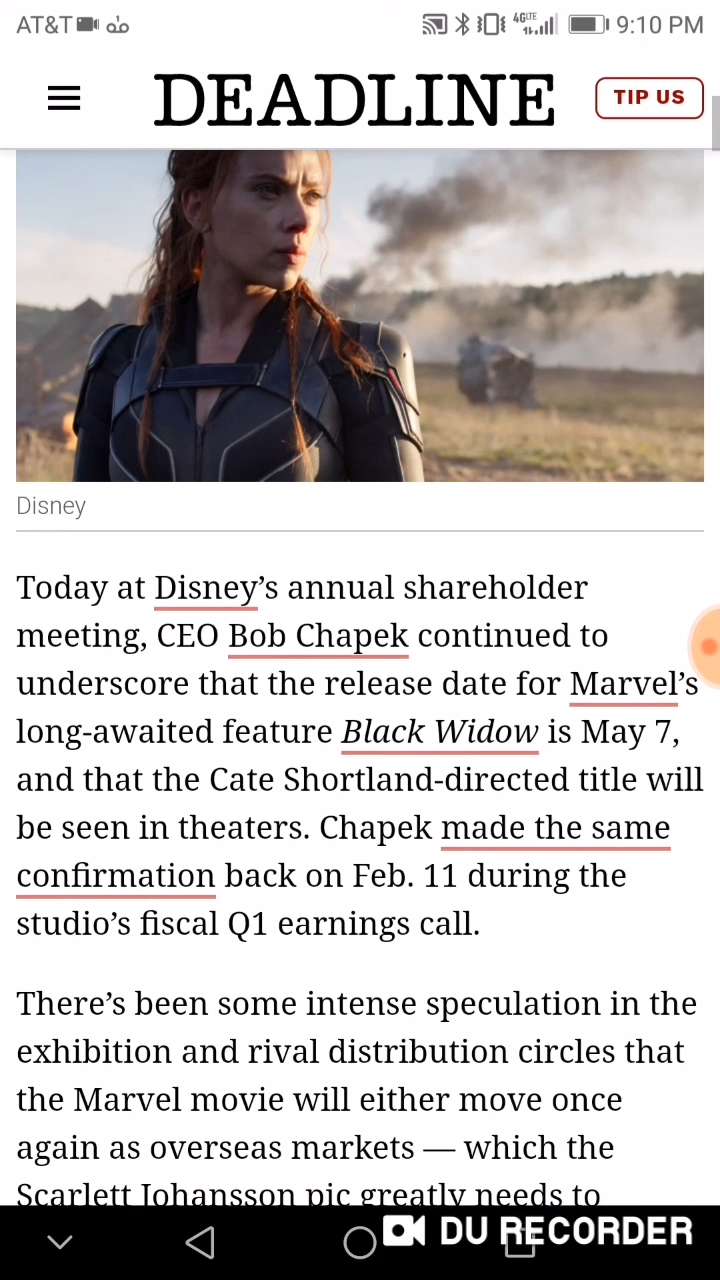 AT&T 4G LTE 9:10 PM
DEADLINE
TIP US
Disney
Today at Disney’s annual shareholder
meeting, CEO Bob Chapek continued to
underscore that the release date for Marvel’s
long-awaited feature Black Widow is May 7,
and that the Cate Shortland-directed title will
be seen in theaters. Chapek made the same
confirmation back on Feb. 11 during the
studio’s fiscal Q1 earnings call.
There’s been some intense speculation in the
exhibition and rival distribution circles that
the Marvel movie will either move once
again as overseas markets — which the
Scarlett Johansson pic greatly needs to
DU RECORDER